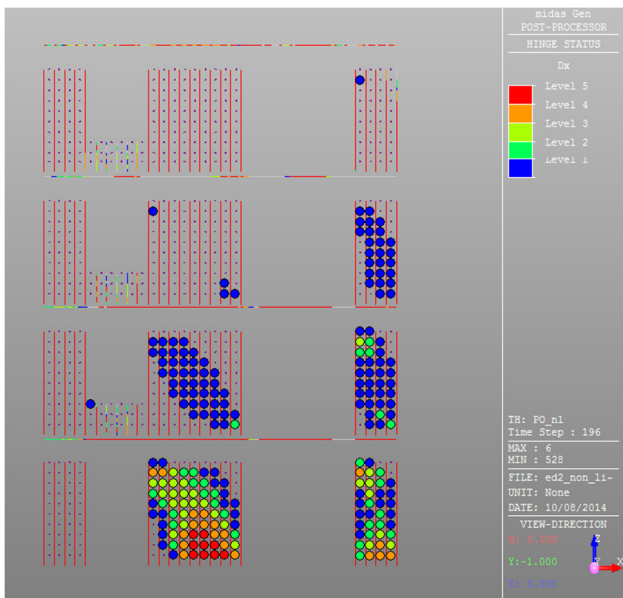 midas Gen
POST-PROCESSOR
HINGE STATUS
Dx
Level 5
Level 4
Level 3
Level 2
Level 1
TH: PO_nl
Time Step : 196
MAX : 6
MIN : 528
FILE: ed2_non_li~
UNIT: None
DATE: 10/08/2014
VIEW-DIRECTION
X: 0.000
Z
Y:-1.000
X